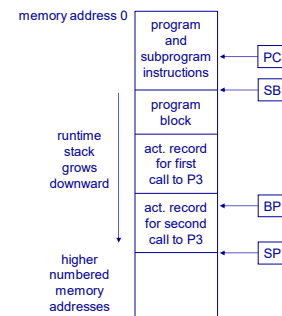 memory address 0
program
and
subprogram
instructions
PC
SB
program
block
runtime
stack
grows
downward
act. record
for first
call to P3
act. record
for second
call to P3
BP
SP
higher
numbered
memory
addresses